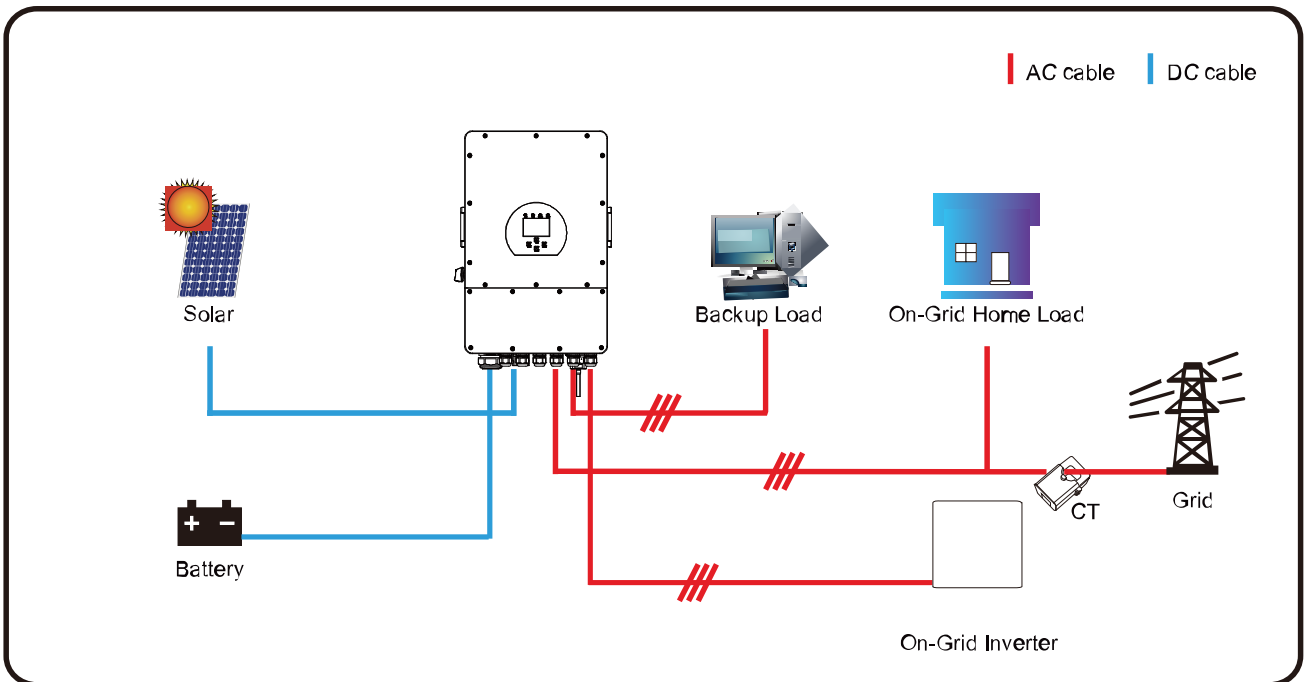 AC cable
DC cable
Solar
Backup Load
On-Grid Home Load
CT
Grid
Battery
On-Grid Inverter